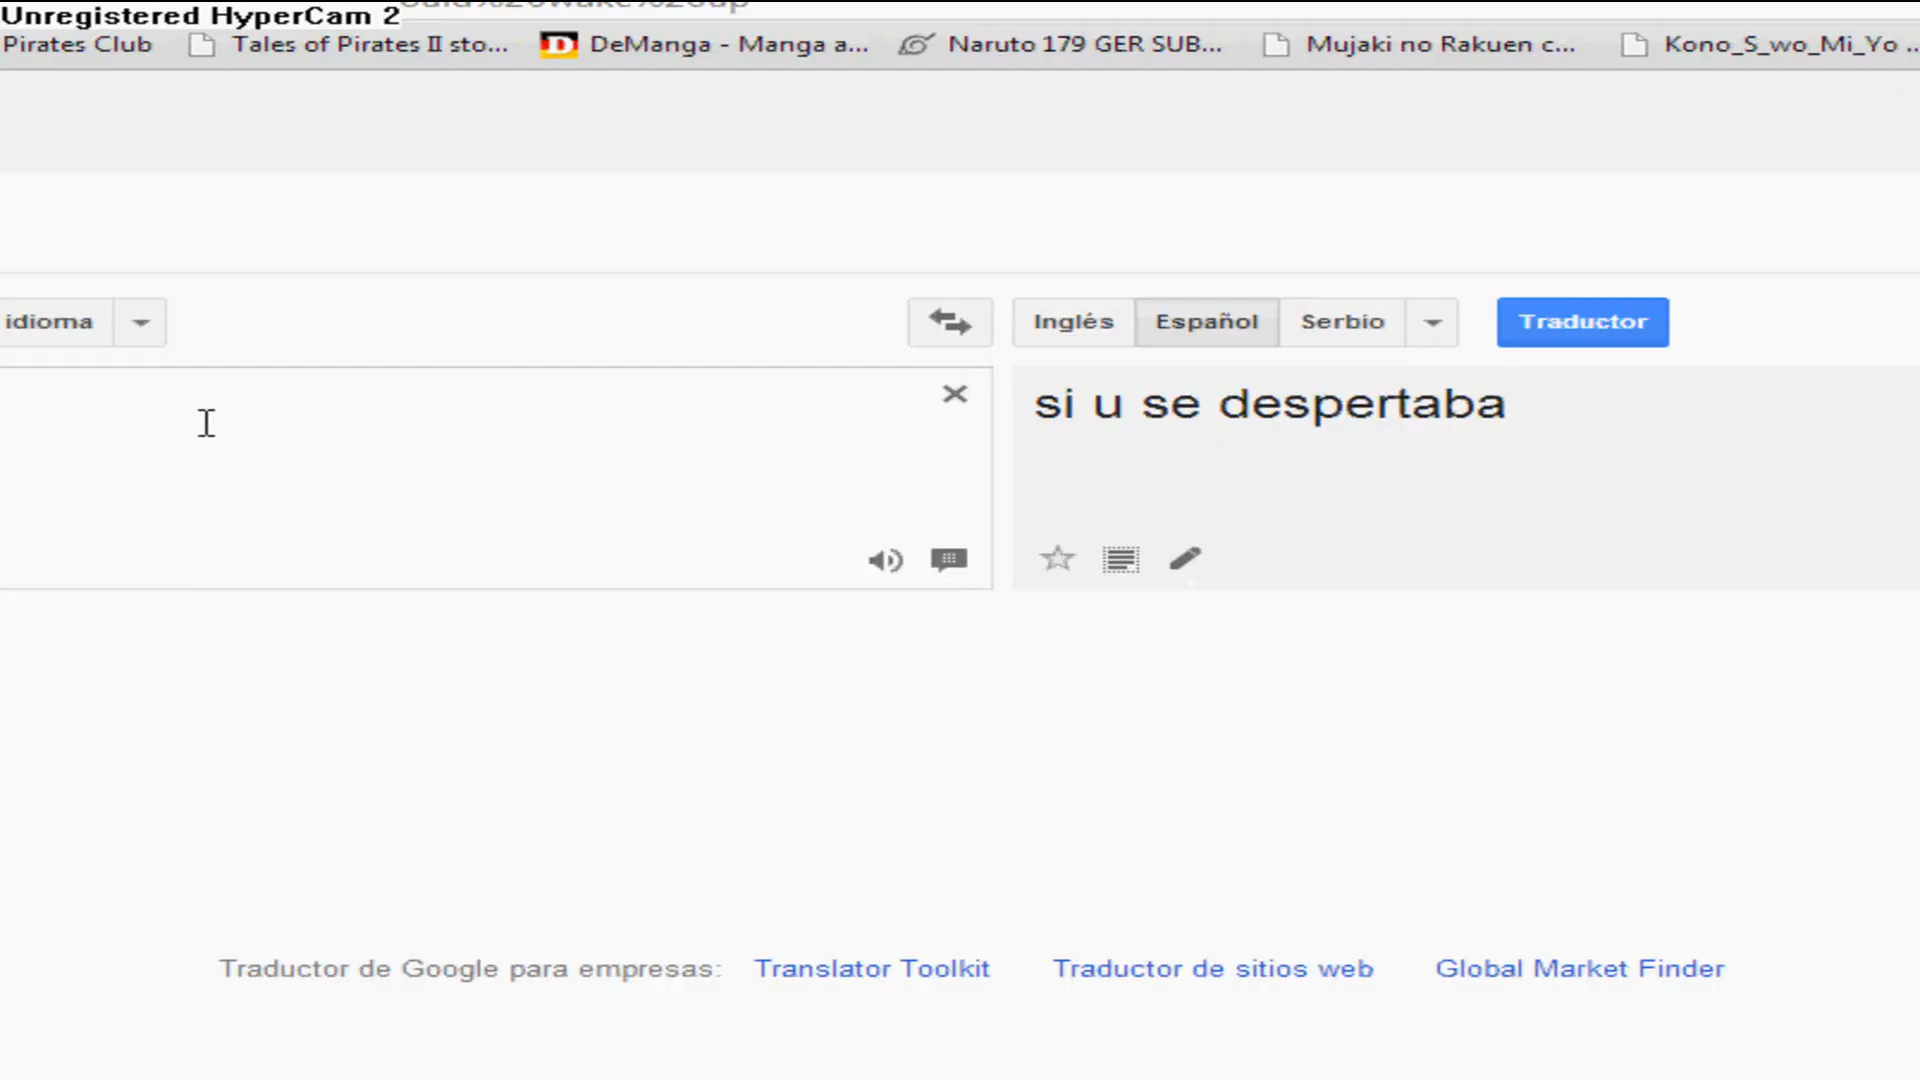 Unregistered HyperCam 2
Pirates Club Tales of Pirates II sto... DeManga - Manga a... Naruto 179 GER SUB... Mujaki no Rakuen c... Kono_S_wo_Mi_Yo ...
idioma Inglés Español Serbio Traductor
si u se despertaba
Traductor de Google para empresas: Translator Toolkit Traductor de sitios web Global Market Finder